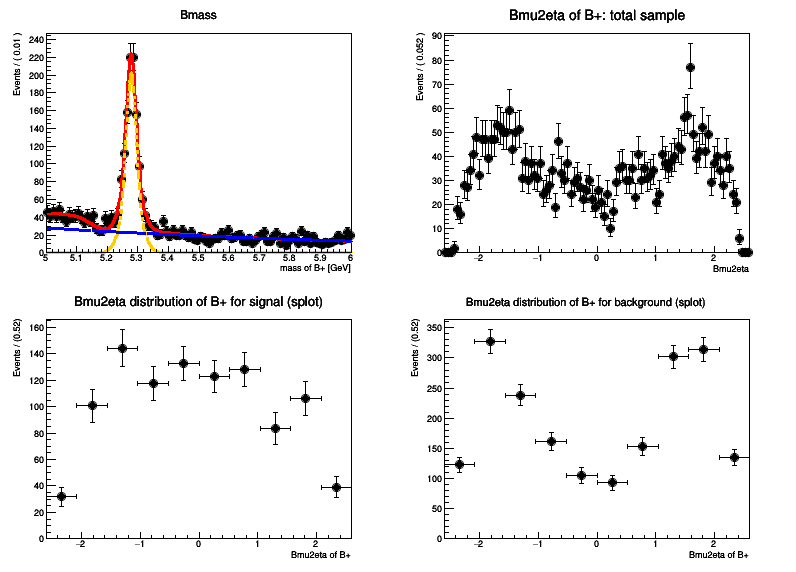 Bmass
Events / ( 0.01 )
240
220
200
180
160
140
120
100
80
60
40
20
0
5 5.1 5.2 5.3 5.4 5.5 5.6 5.7 5.8 5.9 6
mass of B+ [GeV]
Bmu2eta of B+: total sample
Events / ( 0.052 )
90
80
70
60
50
40
30
20
10
0
−2 −1 0 1 2
Bmu2eta
Bmu2eta distribution of B+ for signal (splot)
Events / (0.52)
160
140
120
100
80
60
40
20
0
−2 −1 0 1 2
Bmu2eta of B+
Bmu2eta distribution of B+ for background (splot)
Events / (0.52)
350
300
250
200
150
100
50
0
−2 −1 0 1 2
Bmu2eta of B+